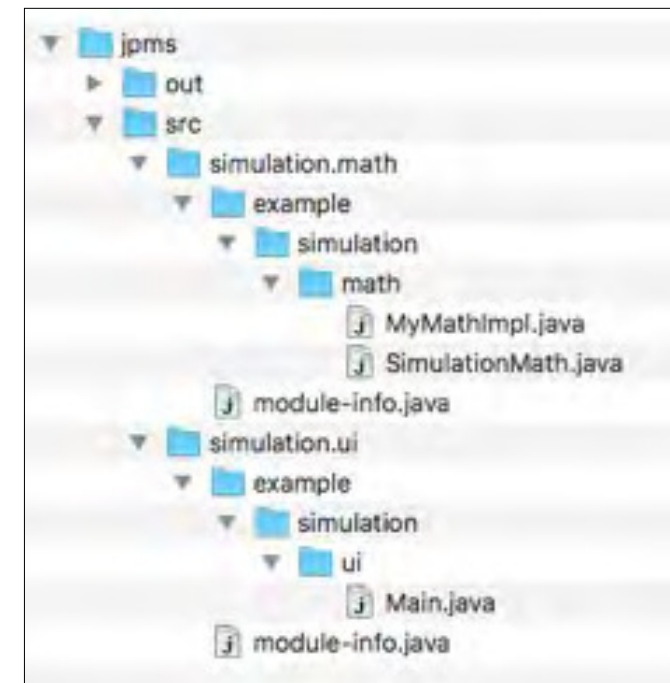 jpms
out
src
simulation.math
example
simulation
math
MyMathImpl.java
SimulationMath.java
module-info.java
simulation.ui
example
simulation
ui
Main.java
module-info.java